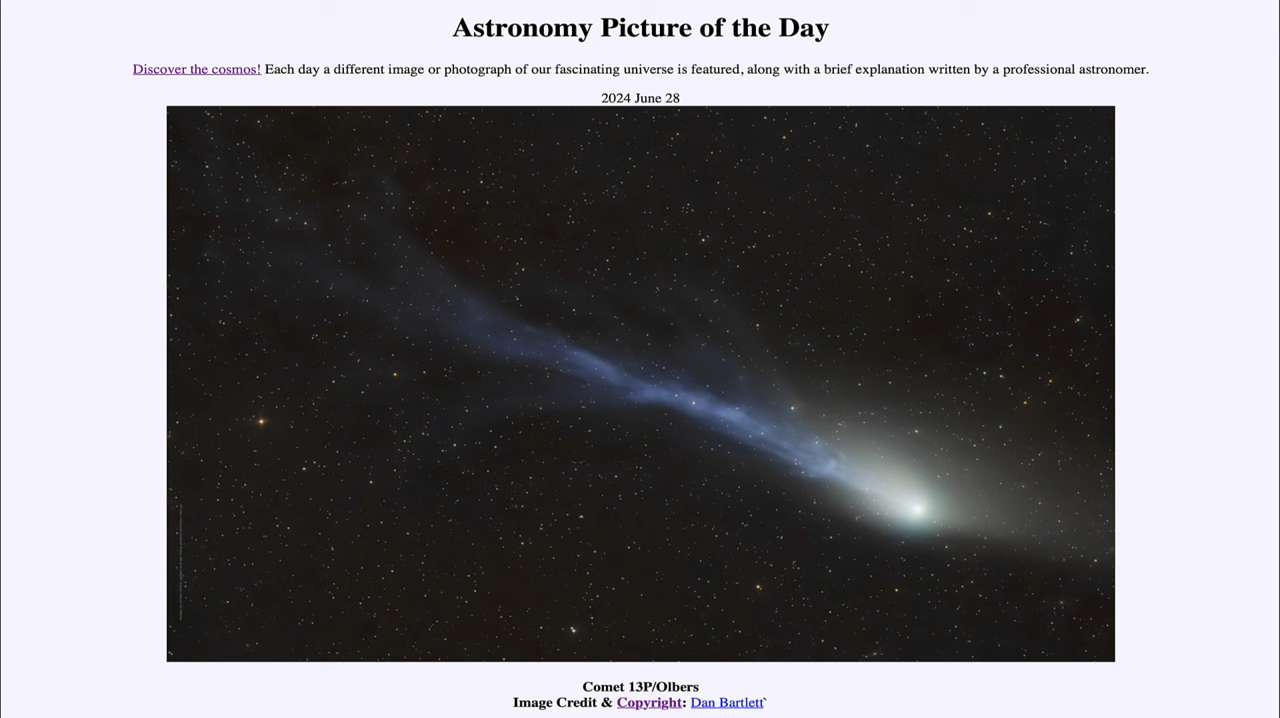 Astronomy Picture of the Day
Discover the cosmos! Each day a different image or photograph of our fascinating universe is featured, along with a brief explanation written by a professional astronomer.
2024 June 28
Comet 13P/Olbers
Image Credit & Copyright: Dan Bartlett`